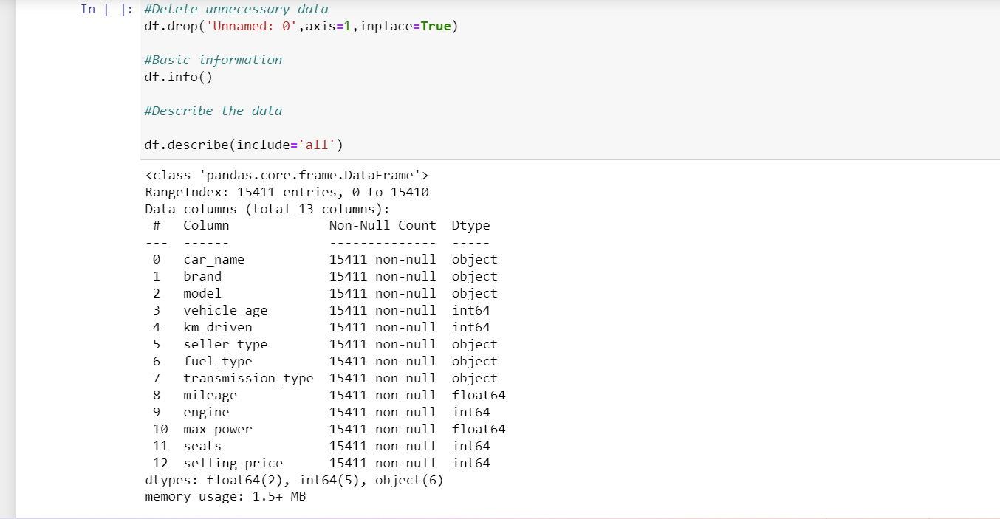 In [ ]: #Delete unnecessary data
df.drop('Unnamed: 0',axis=1,inplace=True)
#Basic information
df.info()
#Describe the data
df.describe(include='all')
<class 'pandas.core.frame.DataFrame'>
RangeIndex: 15411 entries, 0 to 15410
Data columns (total 13 columns):
 #   Column             Non-Null Count  Dtype
---  ------             --------------  -----
 0   car_name           15411 non-null  object
 1   brand              15411 non-null  object
 2   model              15411 non-null  object
 3   vehicle_age        15411 non-null  int64
 4   km_driven          15411 non-null  int64
 5   seller_type        15411 non-null  object
 6   fuel_type          15411 non-null  object
 7   transmission_type  15411 non-null  object
 8   mileage            15411 non-null  float64
 9   engine             15411 non-null  int64
 10  max_power          15411 non-null  float64
 11  seats              15411 non-null  int64
 12  selling_price      15411 non-null  int64
dtypes: float64(2), int64(5), object(6)
memory usage: 1.5+ MB